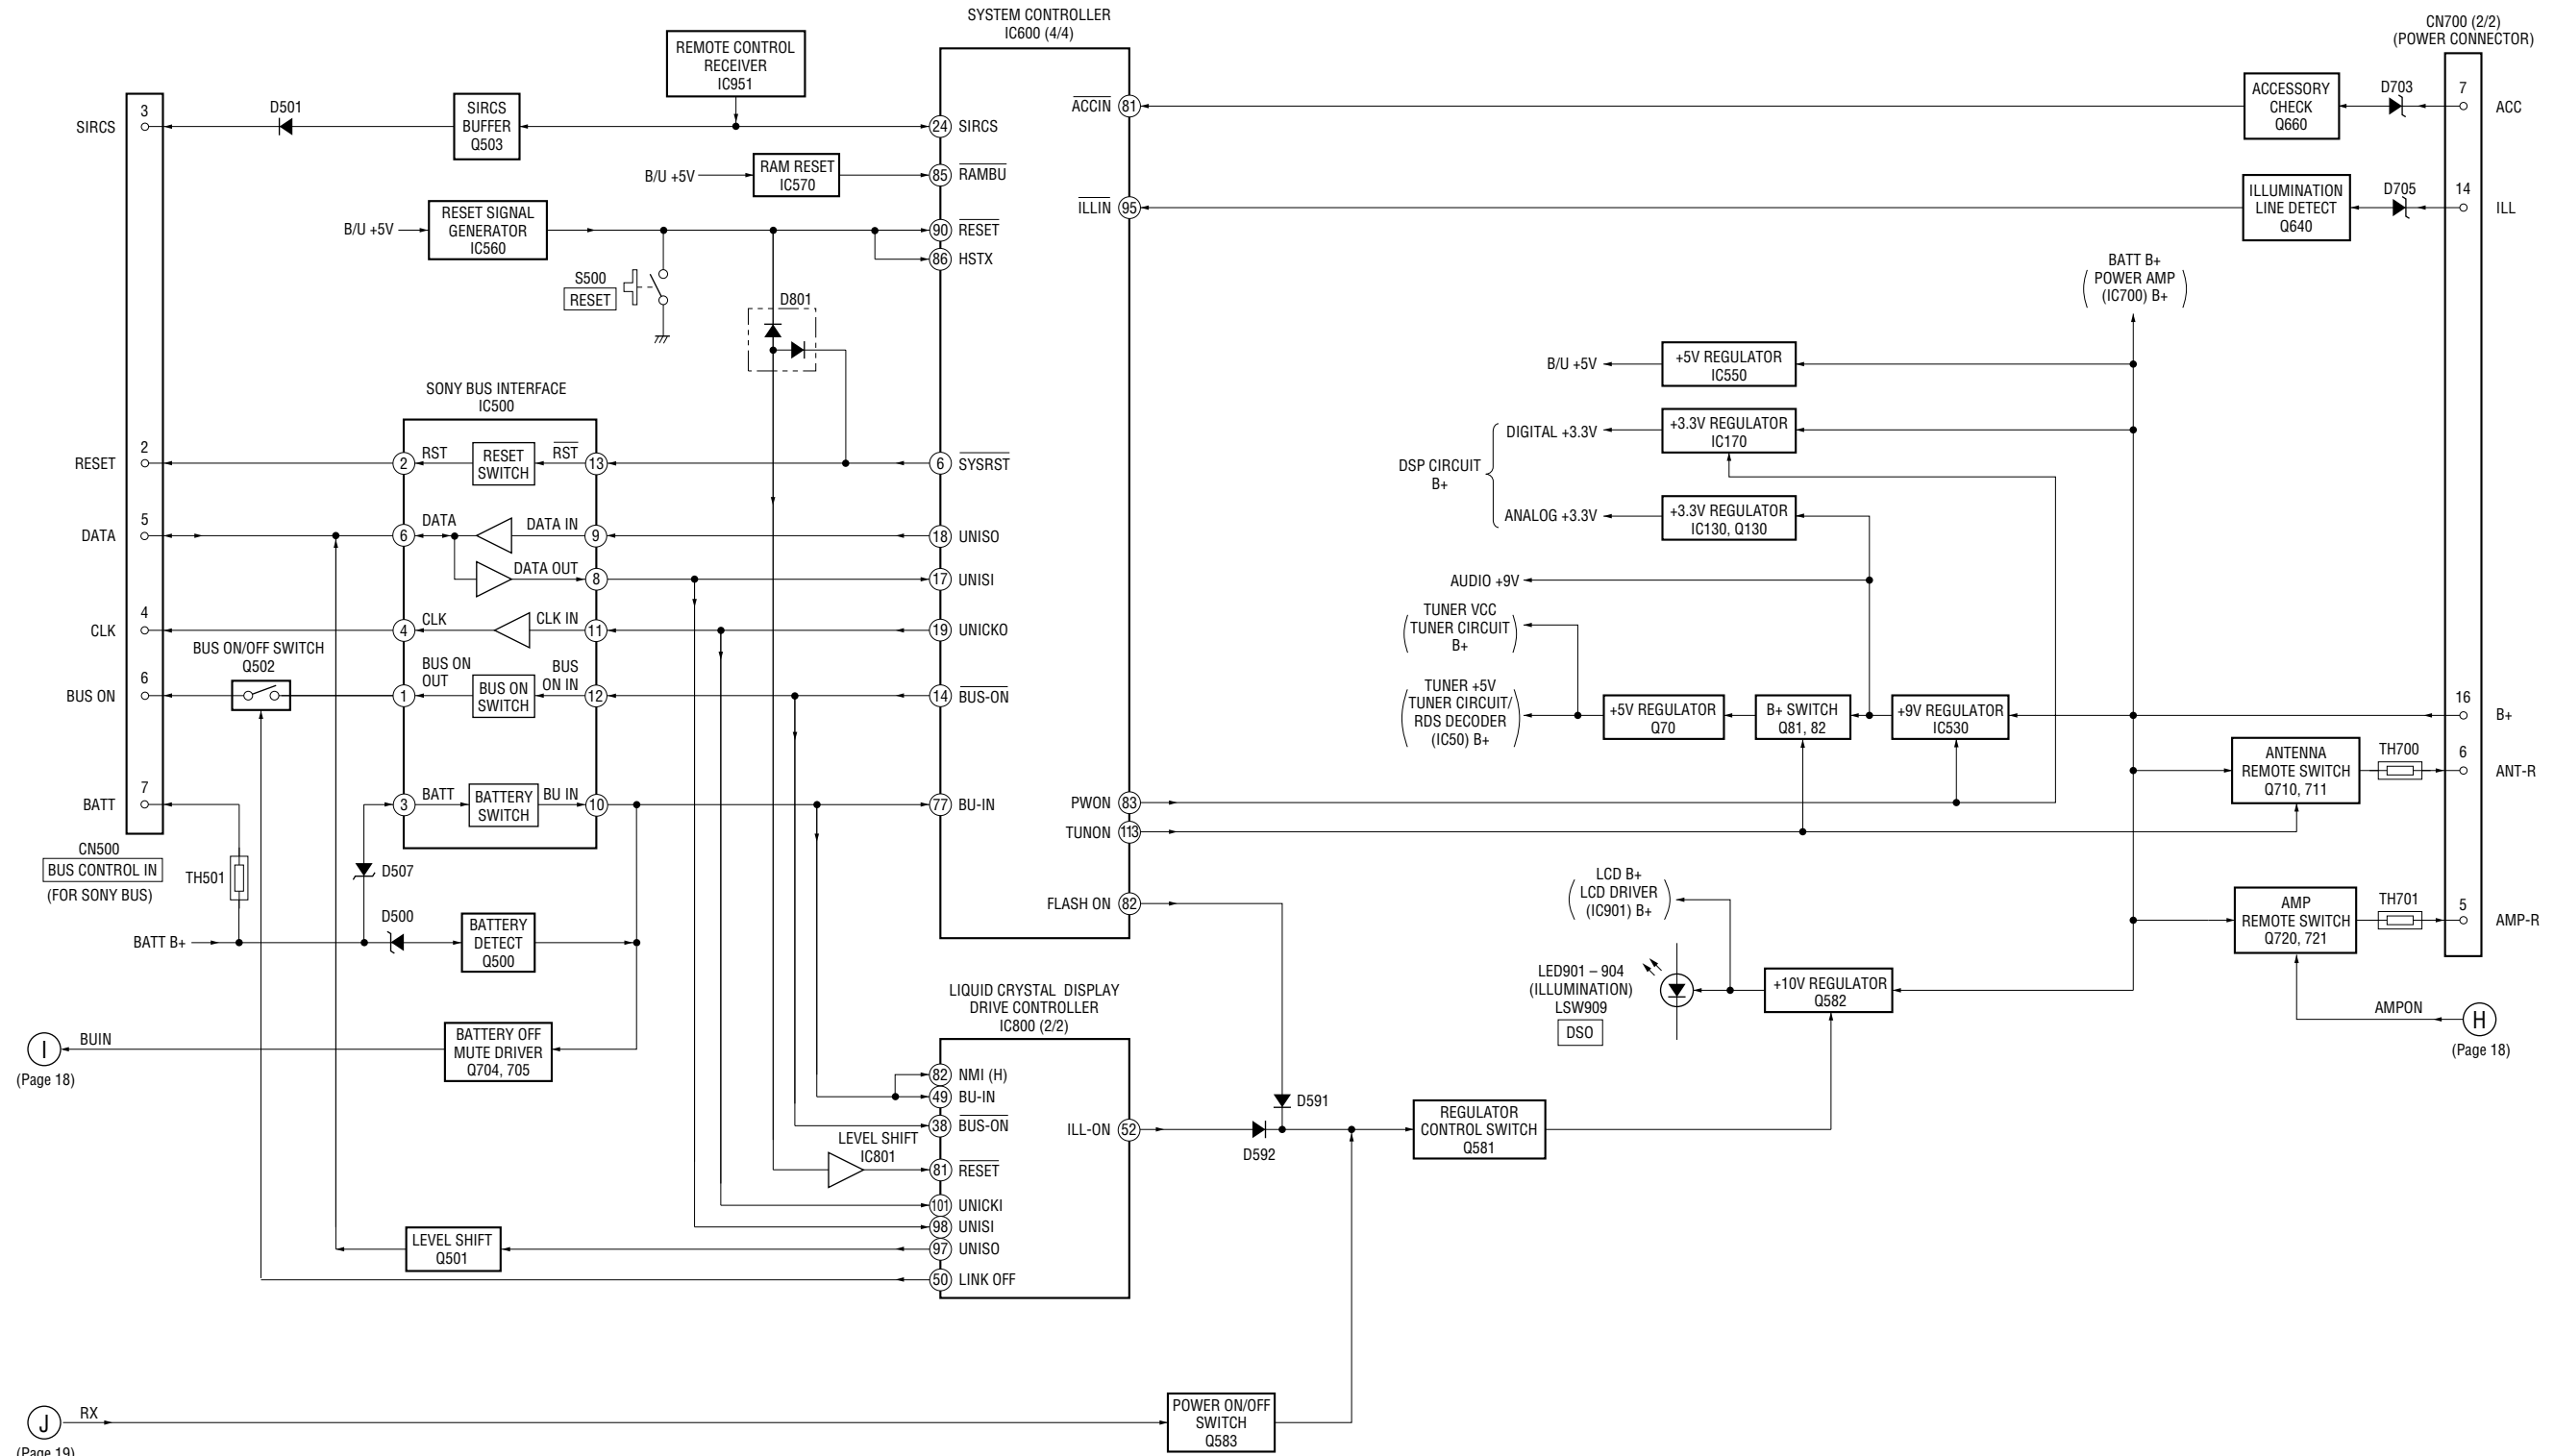 SYSTEM CONTROLLER
IC600 (4/4)
CN700 (2/2)
(POWER CONNECTOR)
REMOTE CONTROL
RECEIVER
IC951
SIRCS
3
D501
SIRCS
BUFFER
Q503
24
SIRCS
ACCIN
81
ACCESSORY
CHECK
Q660
D703
7
ACC
B/U +5V
RAM RESET
IC570
85
RAMBU
ILLIN
95
ILLUMINATION
LINE DETECT
Q640
D705
14
ILL
B/U +5V
RESET SIGNAL
GENERATOR
IC560
90
RESET
86
HSTX
S500
RESET
D801
BATT B+
POWER AMP
(IC700) B+
B/U +5V
+5V REGULATOR
IC550
SONY BUS INTERFACE
IC500
DSP CIRCUIT
B+
DIGITAL +3.3V
+3.3V REGULATOR
IC170
ANALOG +3.3V
+3.3V REGULATOR
IC130, Q130
RESET
2
2
RST
RESET
SWITCH
RST
13
6
SYSRST
DATA
5
6
DATA
DATA IN
9
18
UNISO
DATA OUT
8
17
UNISI
AUDIO +9V
CLK
4
4
CLK
CLK IN
11
19
UNICKO
TUNER VCC
TUNER CIRCUIT
B+
BUS ON/OFF SWITCH
Q502
BUS ON
6
1
BUS ON
OUT
BUS ON
SWITCH
BUS
ON IN
12
14
BUS-ON
TUNER +5V
TUNER CIRCUIT/
RDS DECODER
(IC50) B+
+5V REGULATOR
Q70
B+ SWITCH
Q81, 82
+9V REGULATOR
IC530
16
B+
ANTENNA
REMOTE SWITCH
Q710, 711
TH700
6
ANT-R
BATT
7
3
BATT
BATTERY
SWITCH
BU IN
10
77
BU-IN
PWON
83
TUNON
113
CN500
BUS CONTROL IN
(FOR SONY BUS)
TH501
D507
FLASH ON
82
LCD B+
LCD DRIVER
(IC901) B+
AMP
REMOTE SWITCH
Q720, 721
TH701
5
AMP-R
BATT B+
D500
BATTERY
DETECT
Q500
LED901 – 904
(ILLUMINATION)
LSW909
DSO
+10V REGULATOR
Q582
AMPON
H
(Page 18)
LIQUID CRYSTAL DISPLAY
DRIVE CONTROLLER
IC800 (2/2)
I
(Page 18)
BUIN
BATTERY OFF
MUTE DRIVER
Q704, 705
82
NMI (H)
49
BU-IN
38
BUS-ON
LEVEL SHIFT
IC801
81
RESET
101
UNICKI
98
UNISI
97
UNISO
50
LINK OFF
ILL-ON
52
D591
D592
REGULATOR
CONTROL SWITCH
Q581
LEVEL SHIFT
Q501
J
(Page 19)
RX
POWER ON/OFF
SWITCH
Q583